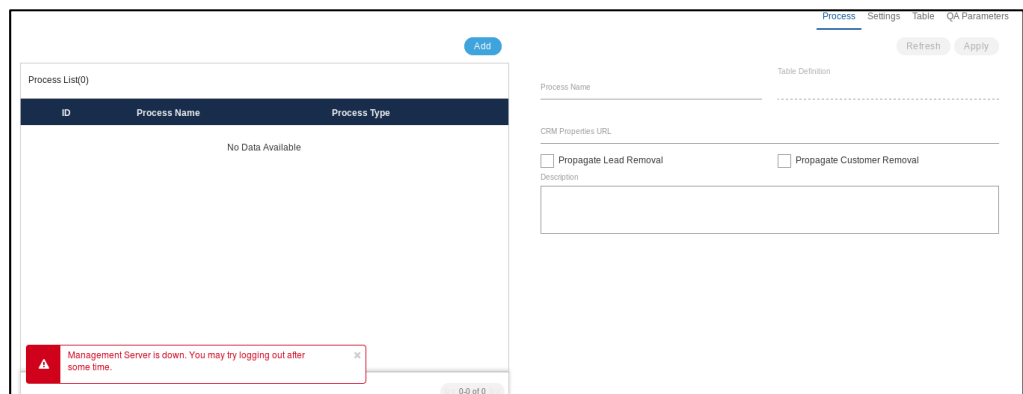 Process Settings Table QA Parameters
Add
Refresh Apply
Process List(0)
Table Definition
Process Name
ID Process Name Process Type
CRM Properties URL
No Data Available
Propagate Lead Removal Propagate Customer Removal
Description
Management Server is down. You may try logging out after
some time.
0-0 of 0